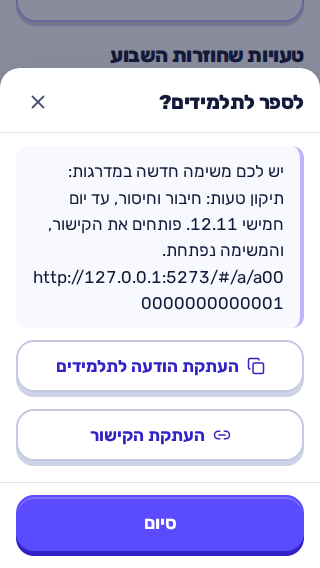 טעויות שחוזרות השבוע
לספר לתלמידים?
יש לכם משימה חדשה במדרגות:
תיקון טעות: חיבור וחיסור, עד יום
חמישי 12.11. פותחים את הקישור,
והמשימה נפתחת.
http://127.0.0.1:5273/#/a/a00
0000000000001
העתקת הודעה לתלמידים
העתקת הקישור
סיום